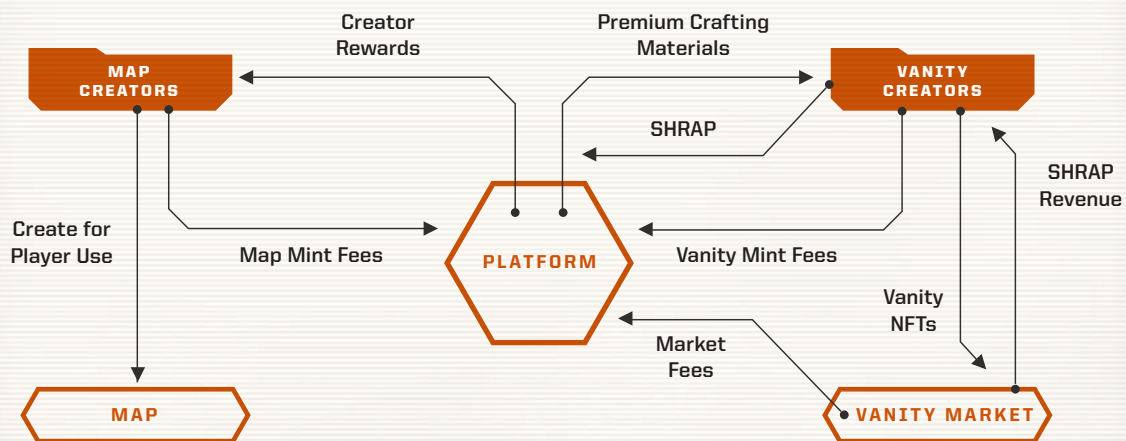 Creator
Rewards
Premium Crafting
Materials
MAP
CREATORS
VANITY
CREATORS
SHRAP
SHRAP
Revenue
Create for
Player Use
Map Mint Fees
PLATFORM
Vanity Mint Fees
Vanity
NFTs
Market
Fees
MAP
VANITY MARKET